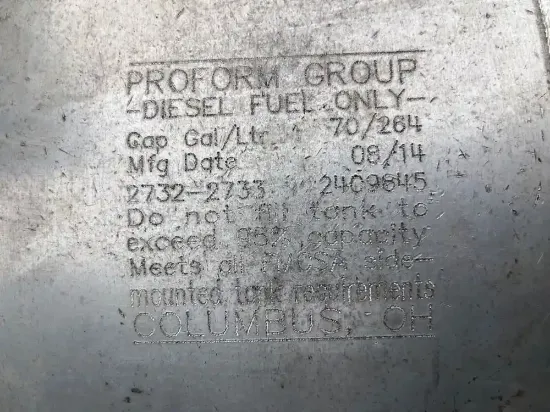 PROFORM GROUP
-DIESEL FUEL ONLY-
Cap Gal/Ltr 70/264
Mfg Date 08/14
2732-2733 2409845
Do not fill tank to
exceed 95% capacity
Meets all FMCSA side-
mounted tank requirements
COLUMBUS, OH